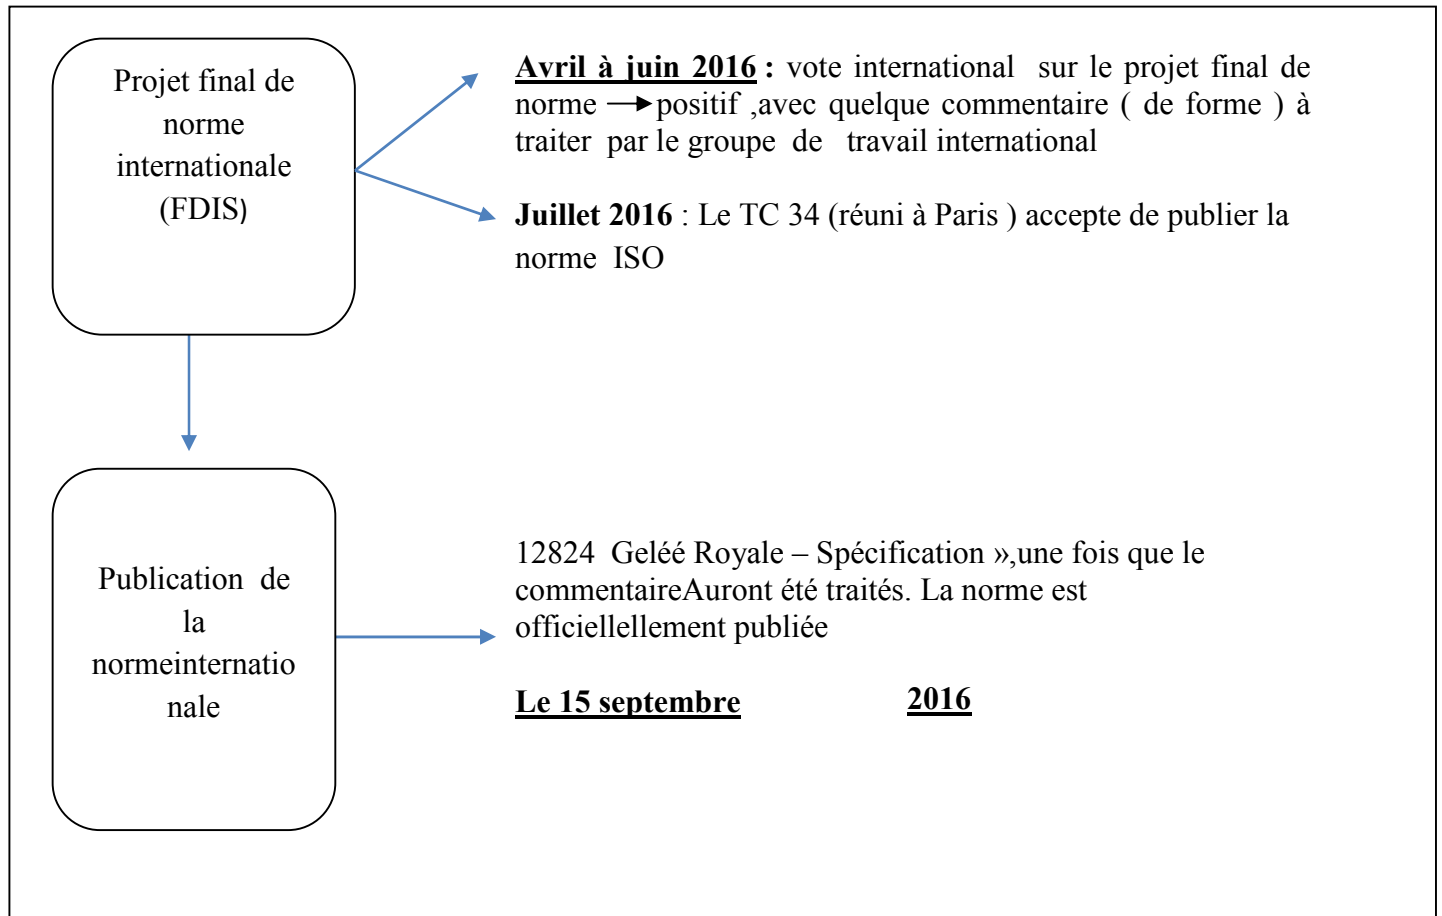 Projet final de
norme
internationale
(FDIS)
Avril à juin 2016 : vote international sur le projet final de
norme → positif ,avec quelque commentaire ( de forme ) à
traiter par le groupe de travail international
Juillet 2016 : Le TC 34 (réuni à Paris ) accepte de publier la
norme ISO
Publication de
la
normeinternatio
nale
12824 Geléé Royale – Spécification »,une fois que le
commentaireAuront été traités. La norme est
officiellellement publiée
Le 15 septembre 2016